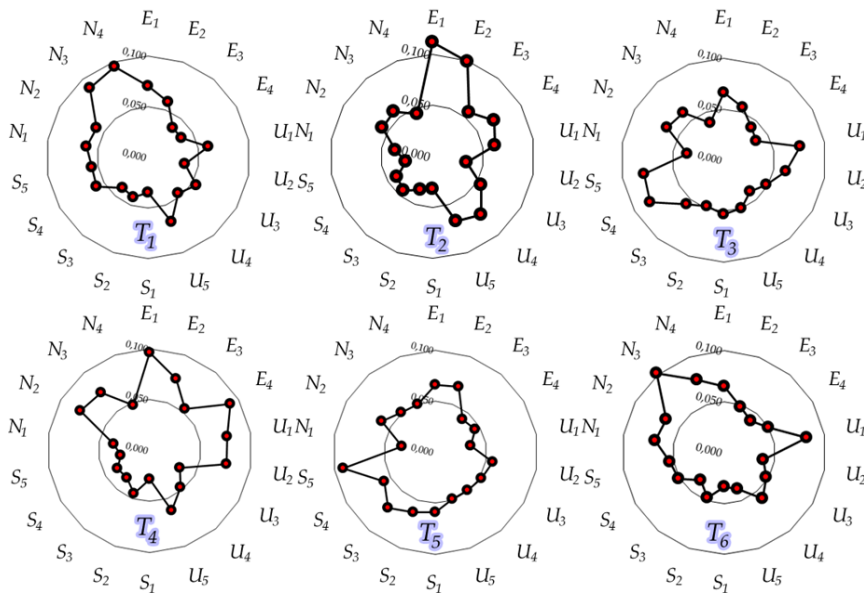 E₁
E₂
E₃
E₄
U₁
U₂
U₃
U₄
U₅
S₁
S₂
S₃
S₄
S₅
N₁
N₂
N₃
N₄
0,100
0,050
0,000
T₁
E₁
E₂
E₃
E₄
U₁
U₂
U₃
U₄
U₅
S₁
S₂
S₃
S₄
S₅
N₁
N₂
N₃
N₄
0,100
0,050
0,000
T₂
E₁
E₂
E₃
E₄
U₁
U₂
U₃
U₄
U₅
S₁
S₂
S₃
S₄
S₅
N₁
N₂
N₃
N₄
0,100
0,050
0,000
T₃
E₁
E₂
E₃
E₄
U₁
U₂
U₃
U₄
U₅
S₁
S₂
S₃
S₄
S₅
N₁
N₂
N₃
N₄
0,100
0,050
0,000
T₄
E₁
E₂
E₃
E₄
U₁
U₂
U₃
U₄
U₅
S₁
S₂
S₃
S₄
S₅
N₁
N₂
N₃
N₄
0,100
0,050
0,000
T₅
E₁
E₂
E₃
E₄
U₁
U₂
U₃
U₄
U₅
S₁
S₂
S₃
S₄
S₅
N₁
N₂
N₃
N₄
0,100
0,050
0,000
T₆